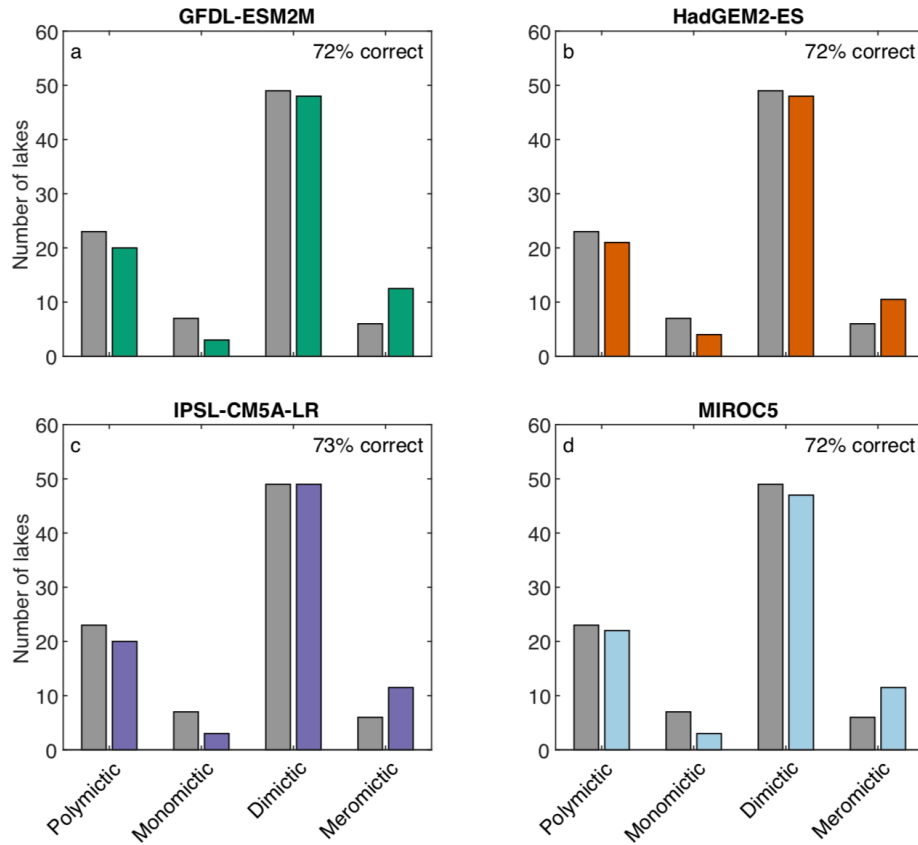 GFDL-ESM2M
a
72% correct
60
50
40
30
20
10
0
Number of lakes
HadGEM2-ES
b
72% correct
60
50
40
30
20
10
0
IPSL-CM5A-LR
c
73% correct
60
50
40
30
20
10
0
Number of lakes
Polymictic
Monomictic
Dimictic
Meromictic
MIROC5
d
72% correct
60
50
40
30
20
10
0
Polymictic
Monomictic
Dimictic
Meromictic